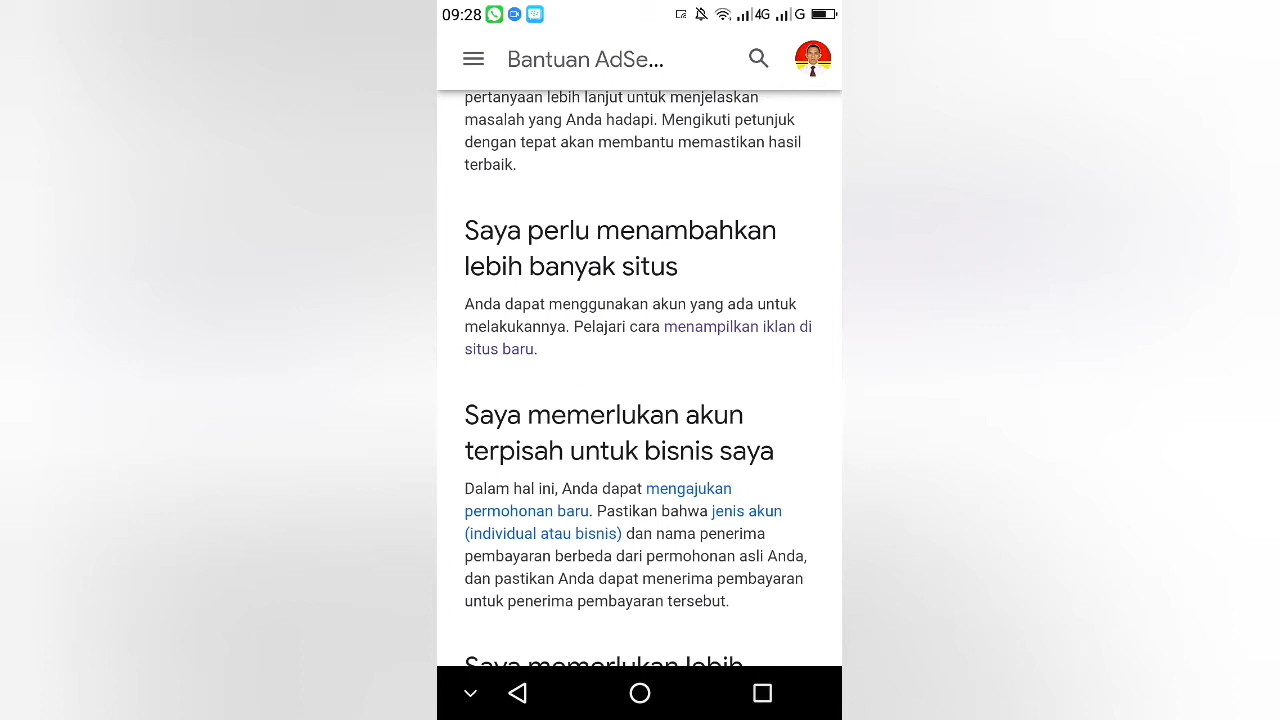 09:28 4G G
Bantuan AdSe...
pertanyaan lebih lanjut untuk menjelaskan
masalah yang Anda hadapi. Mengikuti petunjuk
dengan tepat akan membantu memastikan hasil
terbaik.
Saya perlu menambahkan
lebih banyak situs
Anda dapat menggunakan akun yang ada untuk
melakukannya. Pelajari cara menampilkan iklan di
situs baru.
Saya memerlukan akun
terpisah untuk bisnis saya
Dalam hal ini, Anda dapat mengajukan
permohonan baru. Pastikan bahwa jenis akun
(individual atau bisnis) dan nama penerima
pembayaran berbeda dari permohonan asli Anda,
dan pastikan Anda dapat menerima pembayaran
untuk penerima pembayaran tersebut.
Saya memerlukan lebih